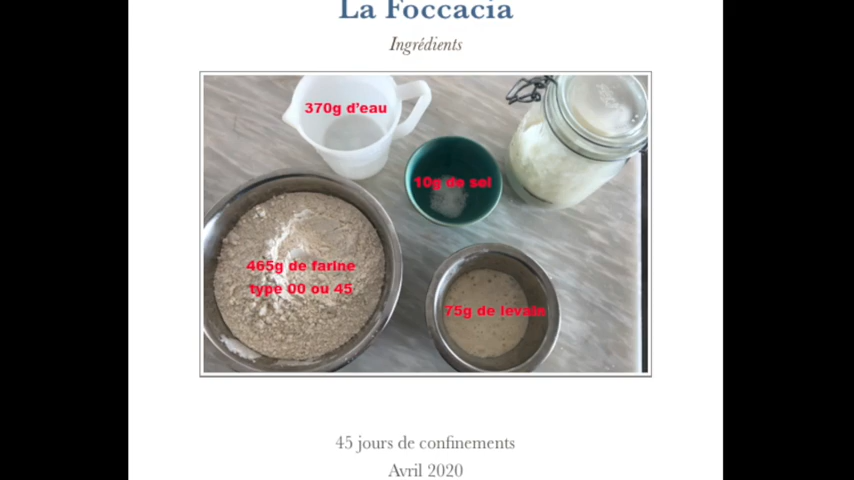 La Foccacia
Ingrédients
370g d’eau
10g de sel
465g de farine
type 00 ou 45
75g de levain
45 jours de confinements
Avril 2020